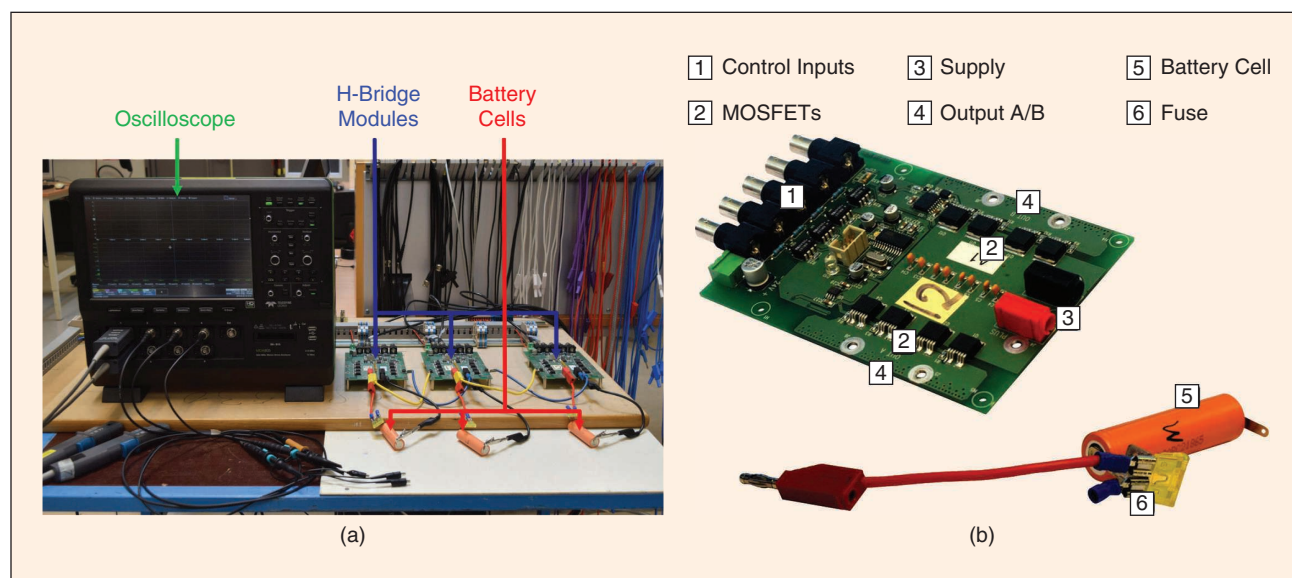 Oscilloscope
H-Bridge
Modules
Battery
Cells
(a)
1 Control Inputs
3 Supply
5 Battery Cell
2 MOSFETs
4 Output A/B
6 Fuse
1
4
2
3
2
4
5
6
(b)